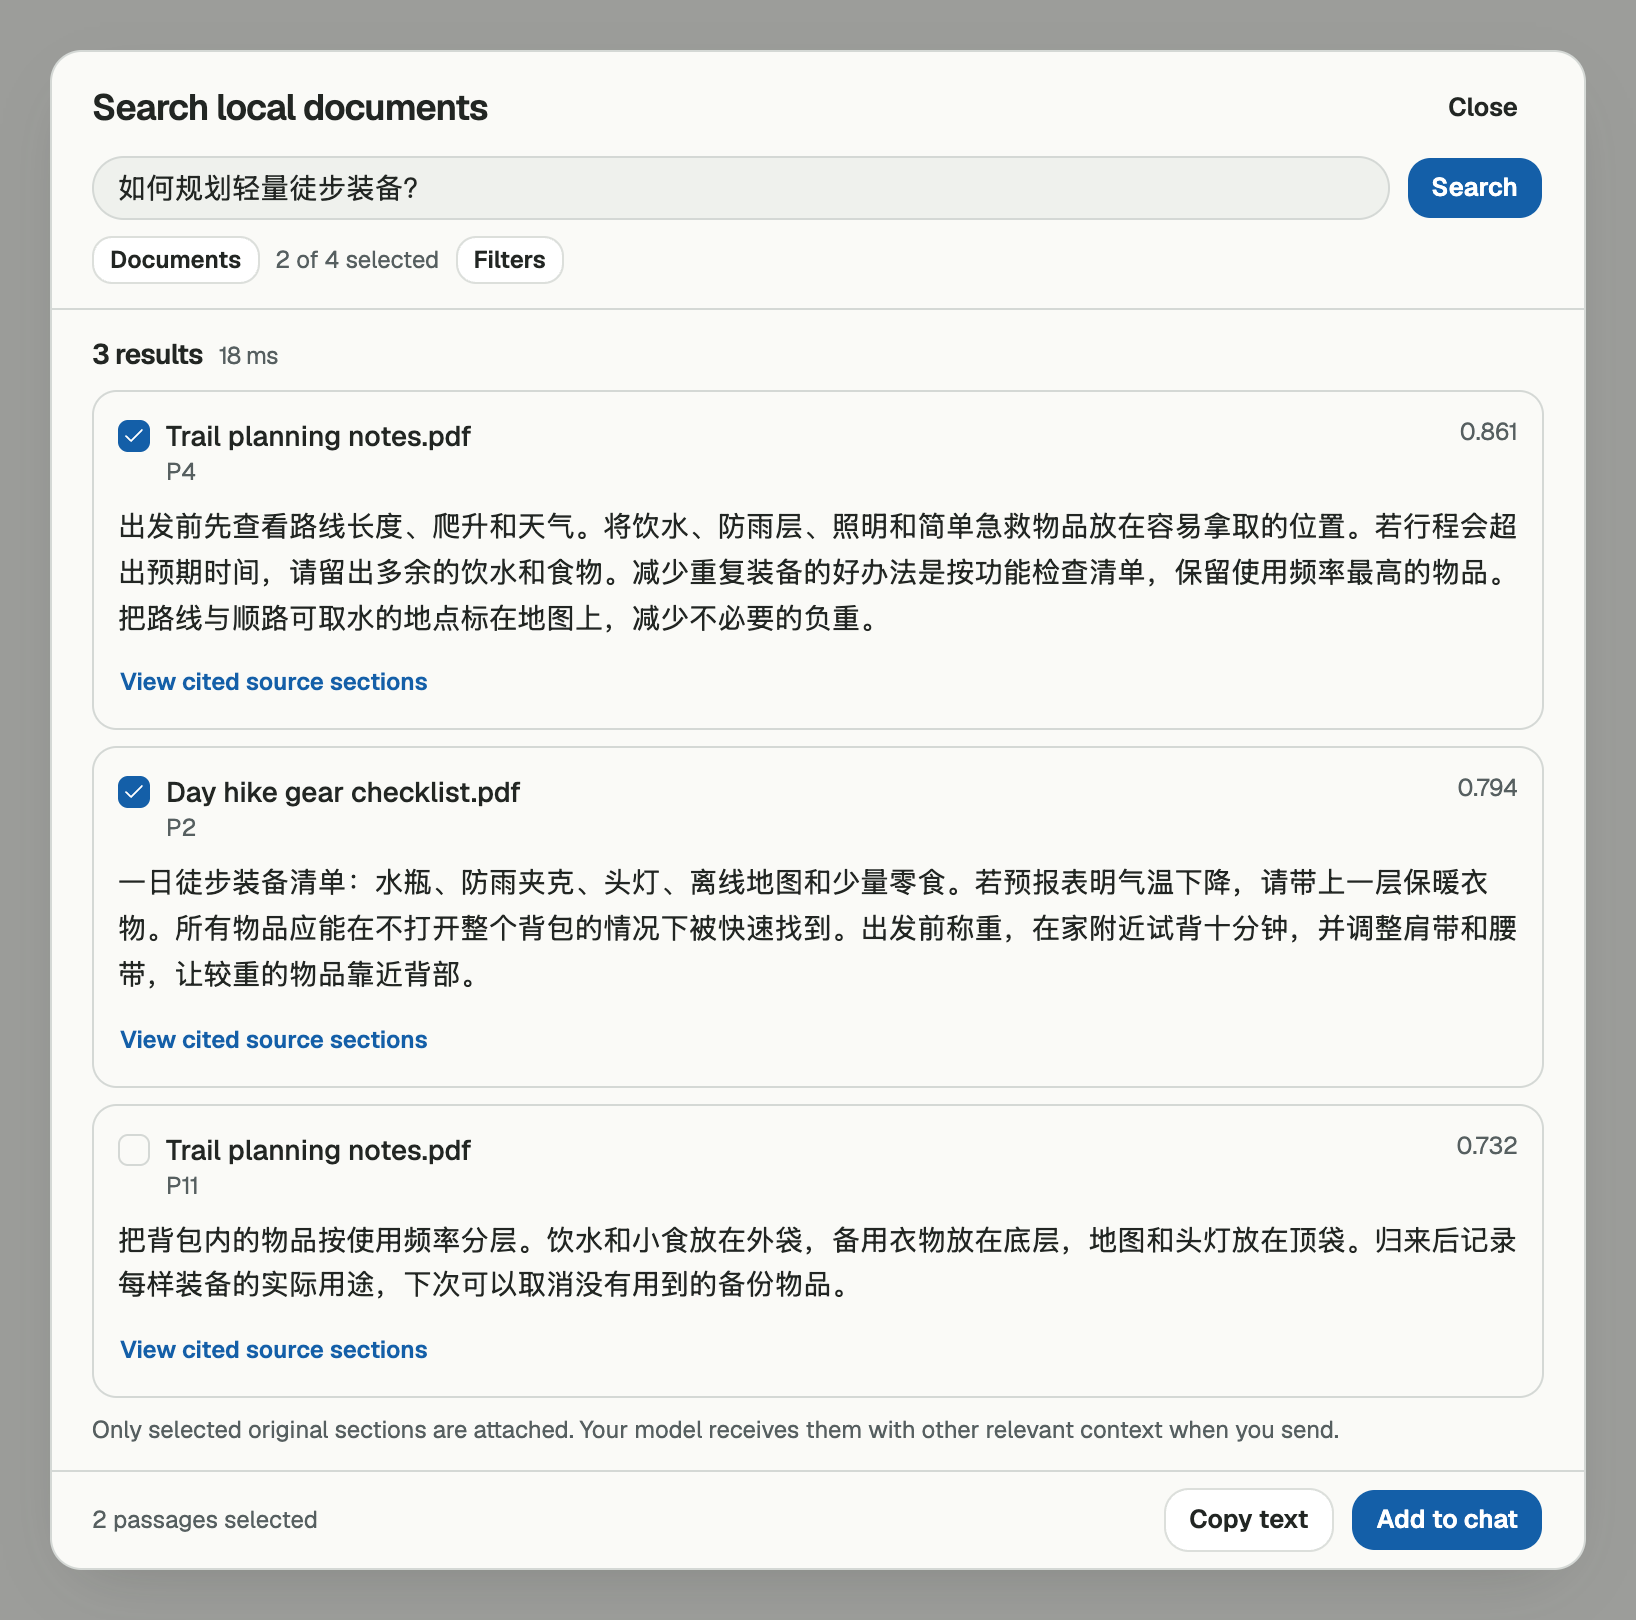 Search local documents
Close
如何规划轻量徒步装备?
Search
Documents
2 of 4 selected
Filters
3 results
18 ms
Trail planning notes.pdf
0.861
P4
出发前先查看路线长度、爬升和天气。将饮水、防雨层、照明和简单急救物品放在容易拿取的位置。若行程会超
出预期时间，请留出多余的饮水和食物。减少重复装备的好办法是按功能检查清单，保留使用频率最高的物品。
把路线与顺路可取水的地点标在地图上，减少不必要的负重。
View cited source sections
Day hike gear checklist.pdf
0.794
P2
一日徒步装备清单：水瓶、防雨夹克、头灯、离线地图和少量零食。若预报表明气温下降，请带上一层保暖衣
物。所有物品应能在不打开整个背包的情况下被快速找到。出发前称重，在家附近试背十分钟，并调整肩带和腰
带，让较重的物品靠近背部。
View cited source sections
Trail planning notes.pdf
0.732
P11
把背包内的物品按使用频率分层。饮水和小食放在外袋，备用衣物放在底层，地图和头灯放在顶袋。归来后记录
每样装备的实际用途，下次可以取消没有用到的备份物品。
View cited source sections
Only selected original sections are attached. Your model receives them with other relevant context when you send.
2 passages selected
Copy text
Add to chat